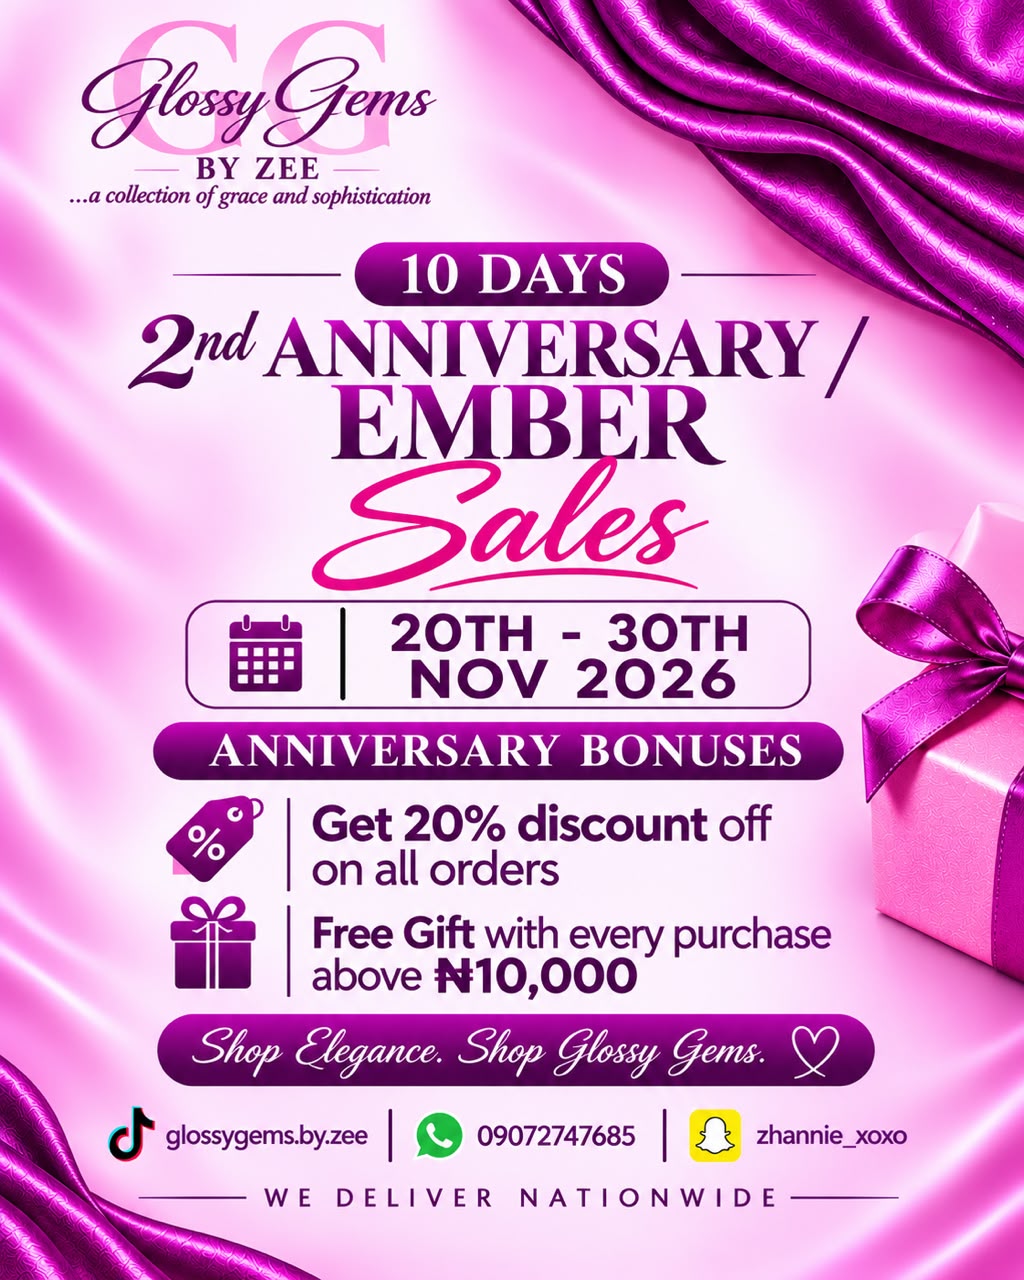 GG
Glossy Gems
BY ZEE
...a collection of grace and sophistication
10 DAYS
2nd ANNIVERSARY /
EMBER
Sales
20TH - 30TH
NOV 2026
ANNIVERSARY BONUSES
%
Get 20% discount off
on all orders
Free Gift with every purchase
above ₦10,000
Shop Elegance. Shop Glossy Gems.
glossygems.by.zee
09072747685
zhannie_xoxo
WE DELIVER NATIONWIDE